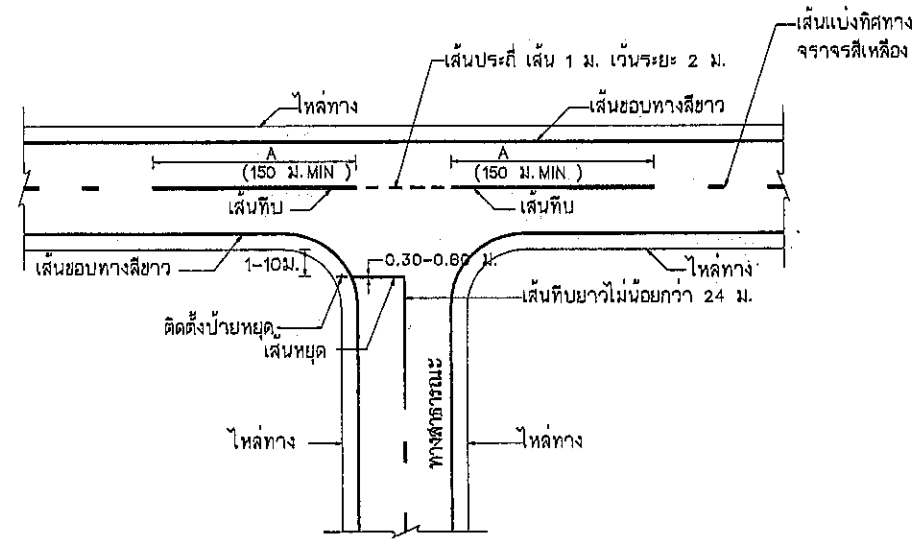 เส้นแบ่งทิศทาง
จราจรสีเหลือง
เส้นประถี่ เส้น 1 ม. เว้นระยะ 2 ม.
ไหล่ทาง
เส้นขอบทางสีขาว
A
(150 ม.MIN )
A
(150 ม.MIN. )
เส้นทึบ
เส้นทึบ
เส้นขอบทางสีขาว
1-10ม.
0.30-0.60 ม.
ไหล่ทาง
เส้นทึบยาวไม่น้อยกว่า 24 ม.
ติดตั้งป้ายหยุด
เส้นหยุด
ทางสาธารณะ
ไหล่ทาง
ไหล่ทาง